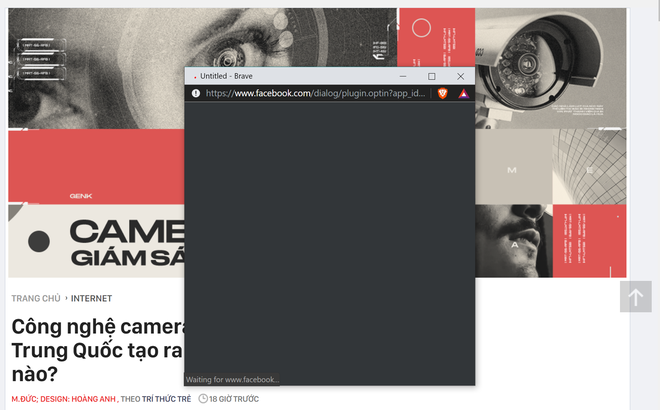 Untitled - Brave
https://www.facebook.com/dialog/plugin.optin?app_id...
GENK
CAME
GIÁM SÁ
M
E
A
TRANG CHỦ › INTERNET
Công nghệ camera
Trung Quốc tạo ra
nào?
M.ĐỨC; DESIGN: HOÀNG ANH , THEO TRÍ THỨC TRẺ 18 GIỜ TRƯỚC
Waiting for www.facebook...